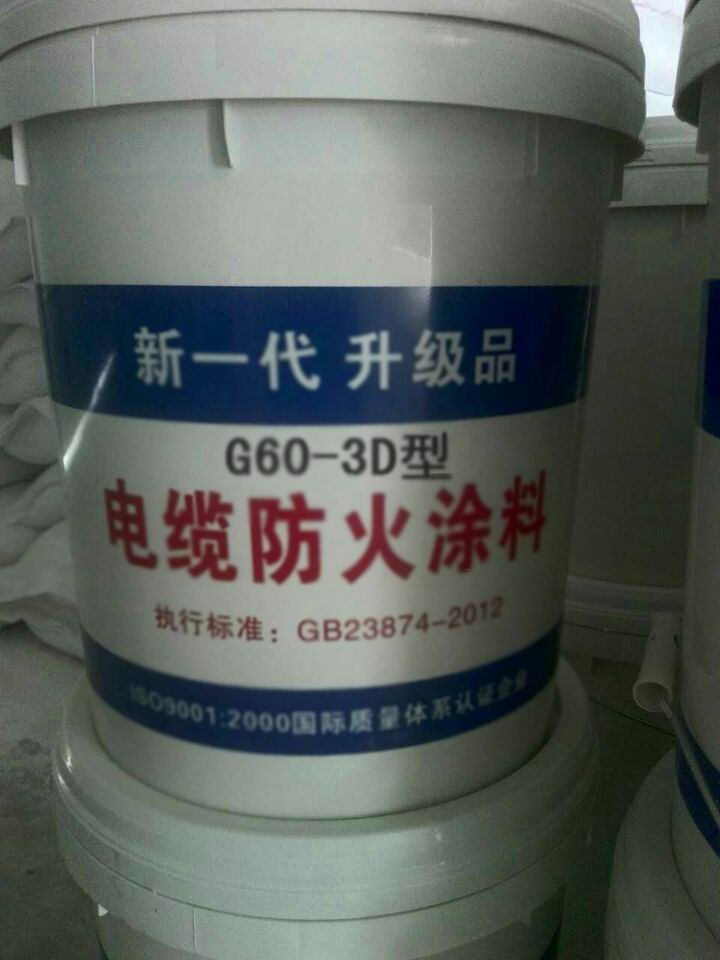 新一代 升级品
G60-3D型
电缆防火涂料
执行标准：GB23874-2012
ISO9001:2000国际质量体系认证企业